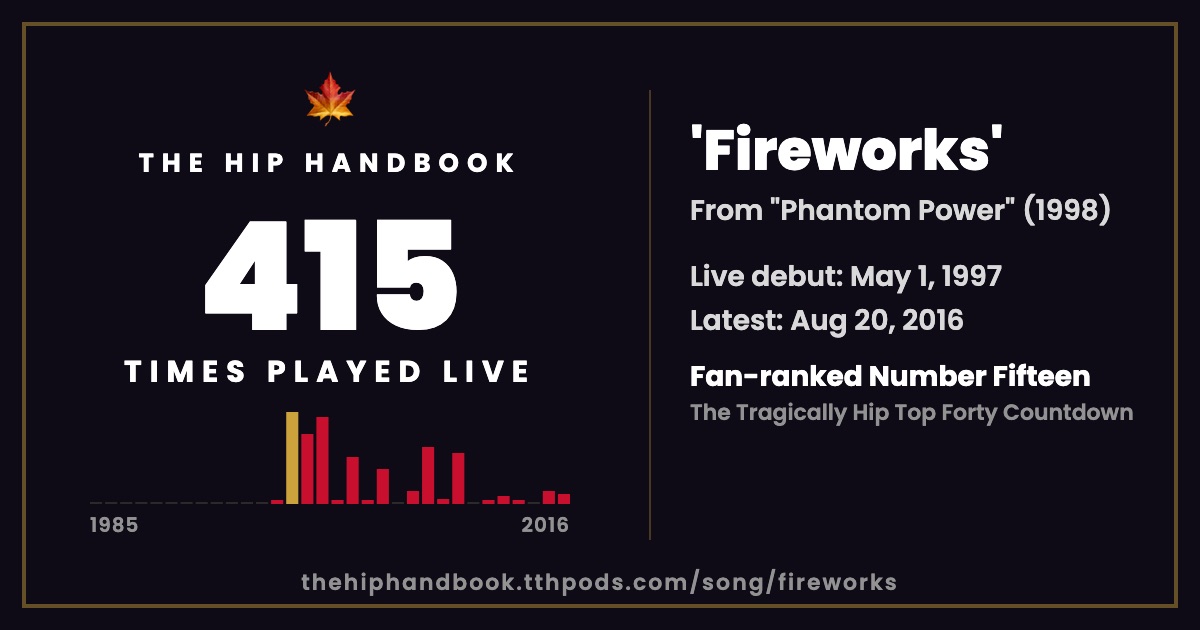 THE HIP HANDBOOK
415
TIMES PLAYED LIVE
1985
2016
'Fireworks'
From "Phantom Power" (1998)
Live debut: May 1, 1997
Latest: Aug 20, 2016
Fan-ranked Number Fifteen
The Tragically Hip Top Forty Countdown
thehiphandbook.tthpods.com/song/fireworks